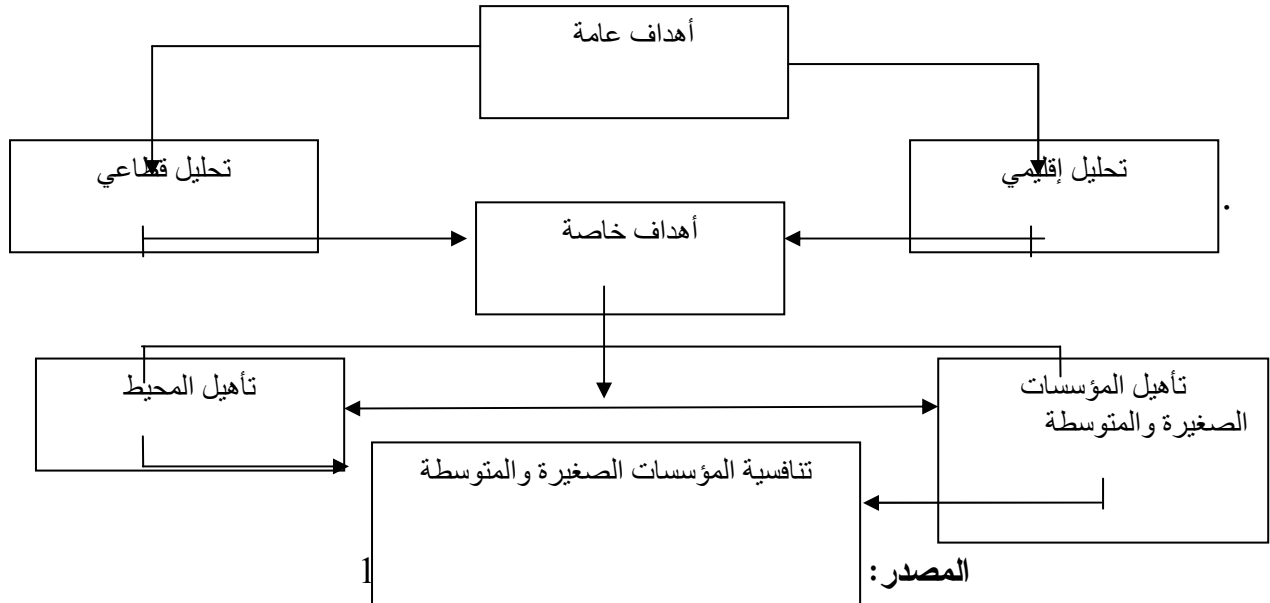 أهداف عامة
تحليل إقليمي
تحليل قطاعي
.
أهداف خاصة
تأهيل المؤسسات
الصغيرة والمتوسطة
تأهيل المحيط
تنافسية المؤسسات الصغيرة والمتوسطة
المصدر: 1